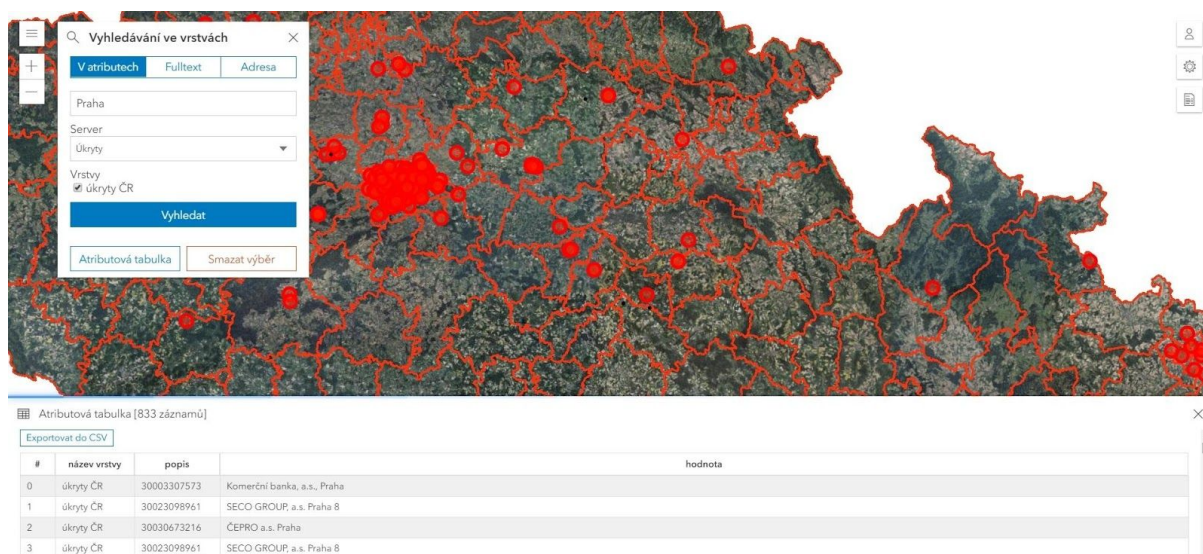 Vyhledávání ve vrstvách
V atributech Fulltext Adresa
Praha
Server
Úkryty
Vrstvy
úkryty ČR
Vyhledat
Atributová tabulka Smazat výběr
Atributová tabulka [833 záznamů]
Exportovat do CSV
# název vrstvy popis hodnota
0 úkryty ČR 30003307573 Komerční banka, a.s., Praha
1 úkryty ČR 30023098961 SECO GROUP, a.s. Praha 8
2 úkryty ČR 30030673216 ČEPRO a.s. Praha
3 úkryty ČR 30023098961 SECO GROUP, a.s. Praha 8